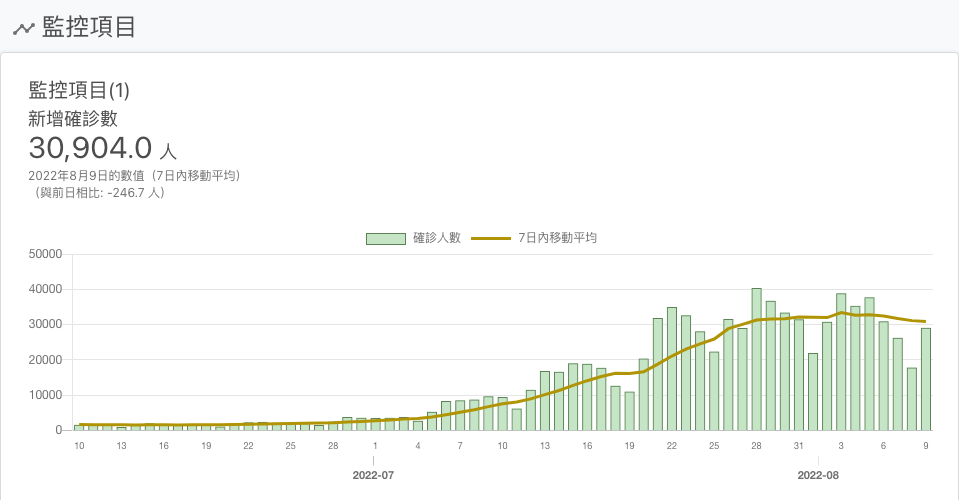 監控項目
監控項目(1)
新增確診數
30,904.0 人
2022年8月9日的數值（7日內移動平均）
（與前日相比: -246.7 人）
確診人數 7日內移動平均
50000
40000
30000
20000
10000
0
10 13 16 19 22 25 28 1 4 7 10 13 16 19 22 25 28 31 3 6 9
2022-07 2022-08